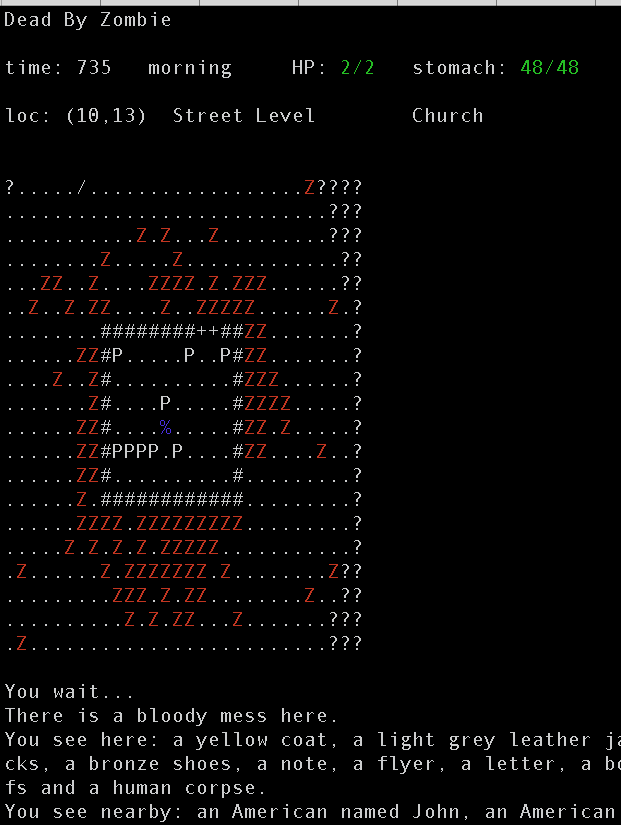 Dead By Zombie
time: 735 morning HP: 2/2 stomach: 48/48
loc: (10,13) Street Level Church
?...../..................Z????
...........................???
...........Z.Z...Z.........???
........Z.....Z.............??
...ZZ..Z....ZZZZ.Z.ZZZ......??
..Z..Z.ZZ....Z..ZZZZZ......Z.?
........########++##ZZ.......?
......ZZ#P.....P..P#ZZ.......?
....Z..Z#..........#ZZZ......?
.......Z#....P.....#ZZZZ.....?
......ZZ#....%.....#ZZ.Z.....?
......ZZ#PPPP.P....#ZZ....Z..?
......ZZ#..........#.........?
......Z.############.........?
......ZZZZ.ZZZZZZZZZ.........?
.....Z.Z.Z.Z.ZZZZZ...........?
.Z......Z.ZZZZZZZ.Z........Z??
.........ZZZ.Z.ZZ........Z..??
..........Z.Z.ZZ...Z.......???
.Z.........................???
You wait...
There is a bloody mess here.
You see here: a yellow coat, a light grey leather ja
cks, a bronze shoes, a note, a flyer, a letter, a bo
fs and a human corpse.
You see nearby: an American named John, an American